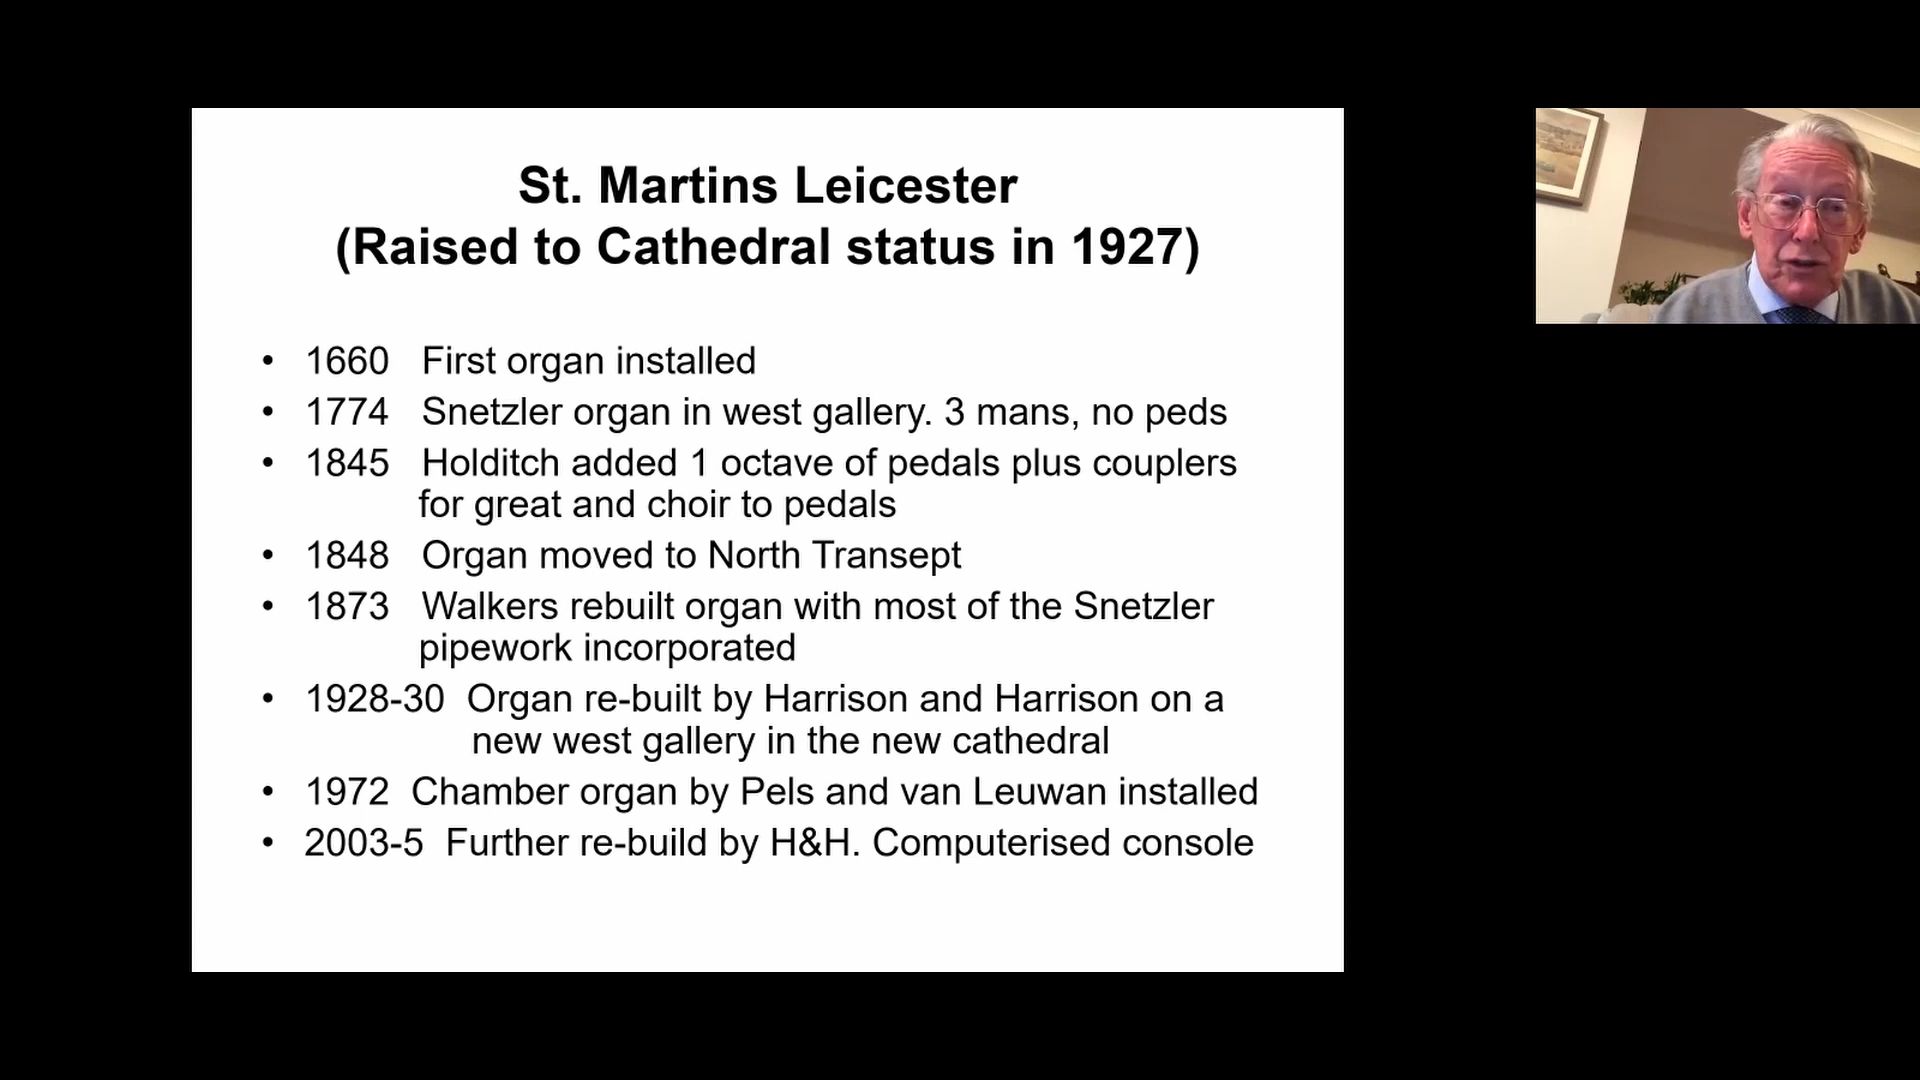 St. Martins Leicester
(Raised to Cathedral status in 1927)
• 1660 First organ installed
• 1774 Snetzler organ in west gallery. 3 mans, no peds
• 1845 Holditch added 1 octave of pedals plus couplers
for great and choir to pedals
• 1848 Organ moved to North Transept
• 1873 Walkers rebuilt organ with most of the Snetzler
pipework incorporated
• 1928-30 Organ re-built by Harrison and Harrison on a
new west gallery in the new cathedral
• 1972 Chamber organ by Pels and van Leuwan installed
• 2003-5 Further re-build by H&H. Computerised console